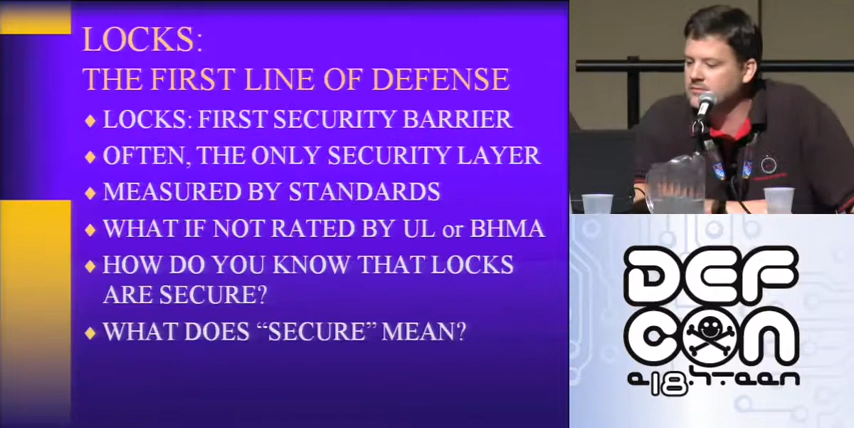 LOCKS:
THE FIRST LINE OF DEFENSE
LOCKS: FIRST SECURITY BARRIER
OFTEN, THE ONLY SECURITY LAYER
MEASURED BY STANDARDS
WHAT IF NOT RATED BY UL or BHMA
HOW DO YOU KNOW THAT LOCKS
ARE SECURE?
WHAT DOES “SECURE” MEAN?
DEF
CON
e18h-teen